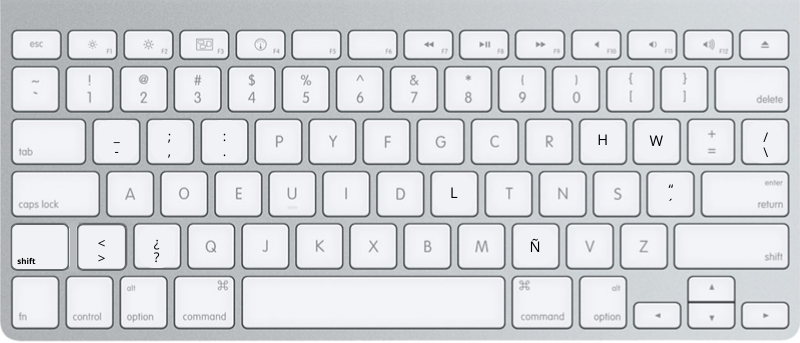 esc F1 F2 F3 F4 F5 F6 F7 F8 F9 F10 F11 F12
~ ! @ # $ % ^ & * ( ) { }
` 1 2 3 4 5 6 7 8 9 0 [ ] delete
tab _ - ; , : . P Y F G C R H W + = / \
caps lock A O E U I D L T N S “ ´ enter return
shift < > ¿ ? Q J K X B M Ñ V Z shift
fn control alt option ⌘ command ⌘ command alt option